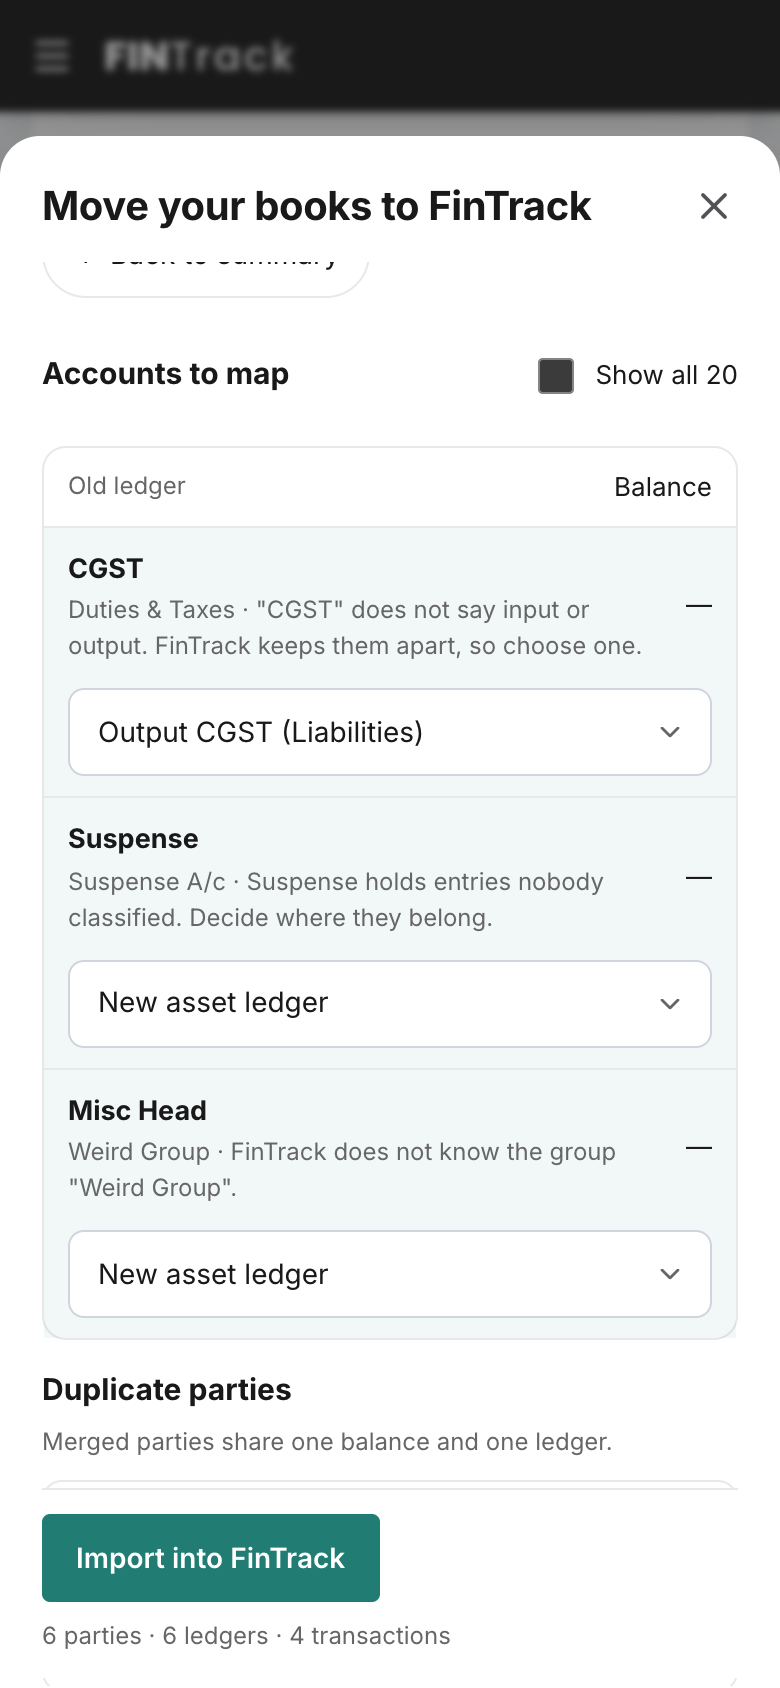 FINTrack
Move your books to FinTrack
Back to summary
Accounts to map
Show all 20
Old ledger
Balance
CGST
Duties & Taxes · "CGST" does not say input or
output. FinTrack keeps them apart, so choose one.
—
Output CGST (Liabilities)
Suspense
Suspense A/c · Suspense holds entries nobody
classified. Decide where they belong.
—
New asset ledger
Misc Head
Weird Group · FinTrack does not know the group
"Weird Group".
—
New asset ledger
Duplicate parties
Merged parties share one balance and one ledger.
Import into FinTrack
6 parties · 6 ledgers · 4 transactions